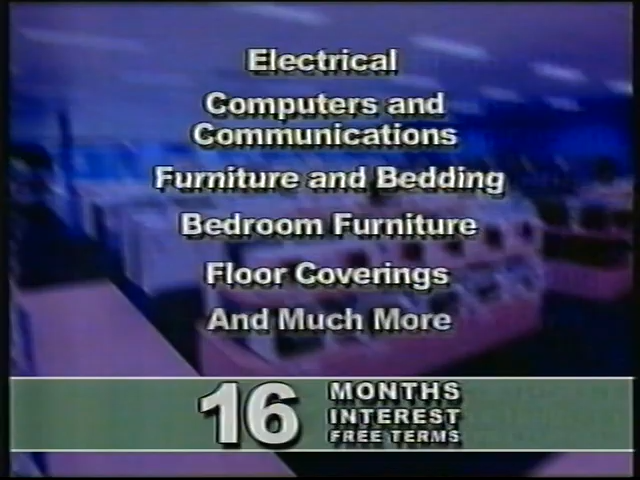 Electrical
Computers and
Communications
Furniture and Bedding
Bedroom Furniture
Floor Coverings
And Much More
16 MONTHS
INTEREST
FREE TERMS